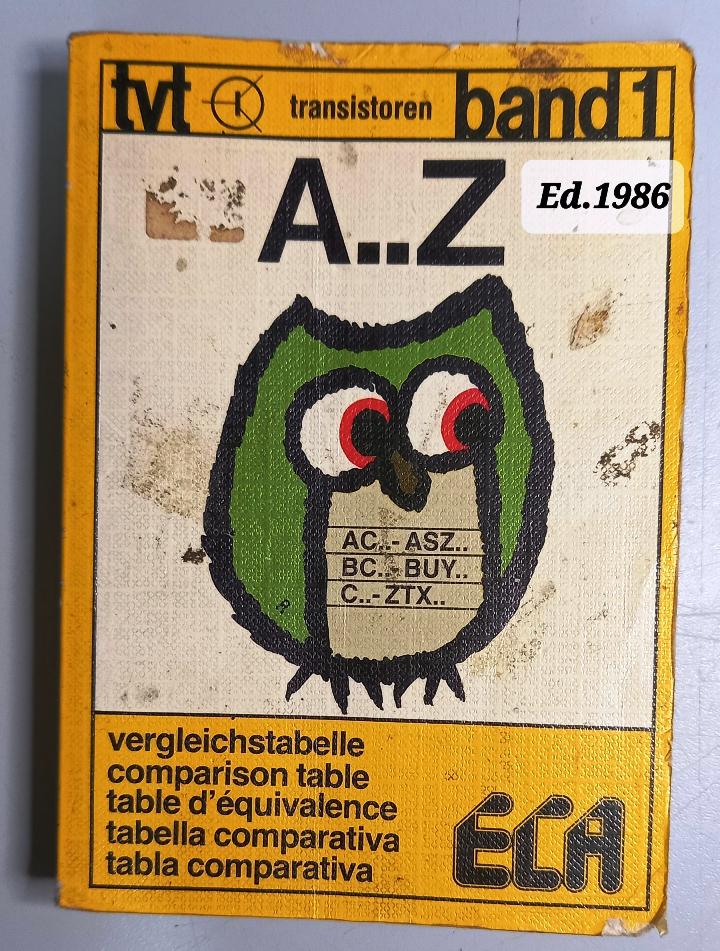 tvt transistoren band 1
A..Z
Ed.1986
AC..-ASZ..
BC..-BUY..
C..-ZTX..
R
vergleichstabelle
comparison table
table d'équivalence
tabella comparativa
tabla comparativa
ECA